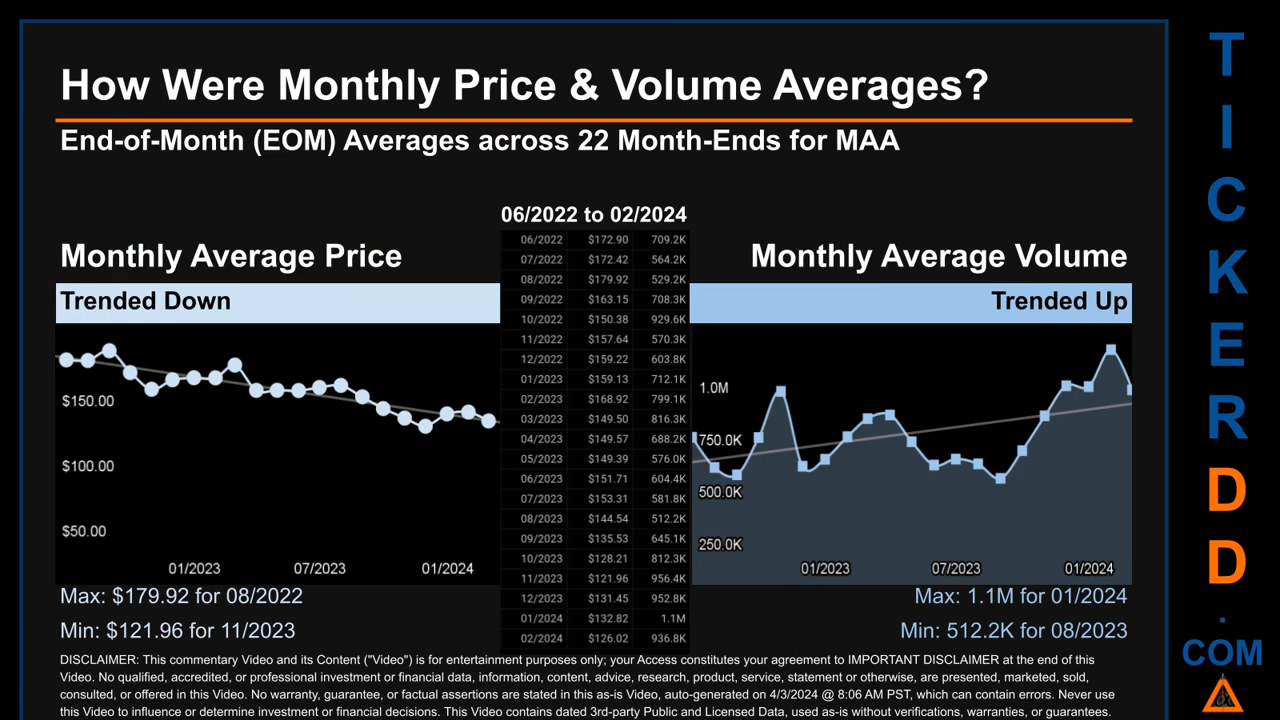 How Were Monthly Price & Volume Averages?
End-of-Month (EOM) Averages across 22 Month-Ends for MAA
06/2022 to 02/2024
Monthly Average Price
Trended Down
$150.00
$100.00
$50.00
01/2023 07/2023 01/2024
Max: $179.92 for 08/2022
Min: $121.96 for 11/2023
06/2022 $172.90 709.2K
07/2022 $172.42 564.2K
08/2022 $179.92 529.2K
09/2022 $163.15 708.3K
10/2022 $150.38 929.6K
11/2022 $157.64 570.3K
12/2022 $159.22 603.8K
01/2023 $159.13 712.1K
02/2023 $168.92 799.1K
03/2023 $149.50 816.3K
04/2023 $149.57 688.2K
05/2023 $149.39 576.0K
06/2023 $151.71 604.4K
07/2023 $153.31 581.8K
08/2023 $144.54 512.2K
09/2023 $135.53 645.1K
10/2023 $128.21 812.3K
11/2023 $121.96 956.4K
12/2023 $131.45 952.8K
01/2024 $132.82 1.1M
02/2024 $126.02 936.8K
Monthly Average Volume
Trended Up
1.0M
750.0K
500.0K
250.0K
01/2023 07/2023 01/2024
Max: 1.1M for 01/2024
Min: 512.2K for 08/2023
DISCLAIMER: This commentary Video and its Content ("Video") is for entertainment purposes only; your Access constitutes your agreement to IMPORTANT DISCLAIMER at the end of this
Video. No qualified, accredited, or professional investment or financial data, information, content, advice, research, product, service, statement or otherwise, are presented, marketed, sold,
consulted, or offered in this Video. No warranty, guarantee, or factual assertions are stated in this as-is Video, auto-generated on 4/3/2024 @ 8:06 AM PST, which can contain errors. Never use
this Video to influence or determine investment or financial decisions. This Video contains dated 3rd-party Public and Licensed Data, used as-is without verifications, warranties, or guarantees.
T
I
C
K
E
R
D
D
.
COM